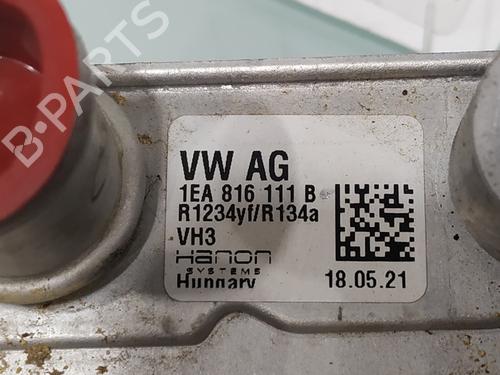 B-PARTS
VW AG
1EA 816 111 B
R1234yf/R134a
VH3
Hanon
SYSTEMS
Hungary
18.05.21